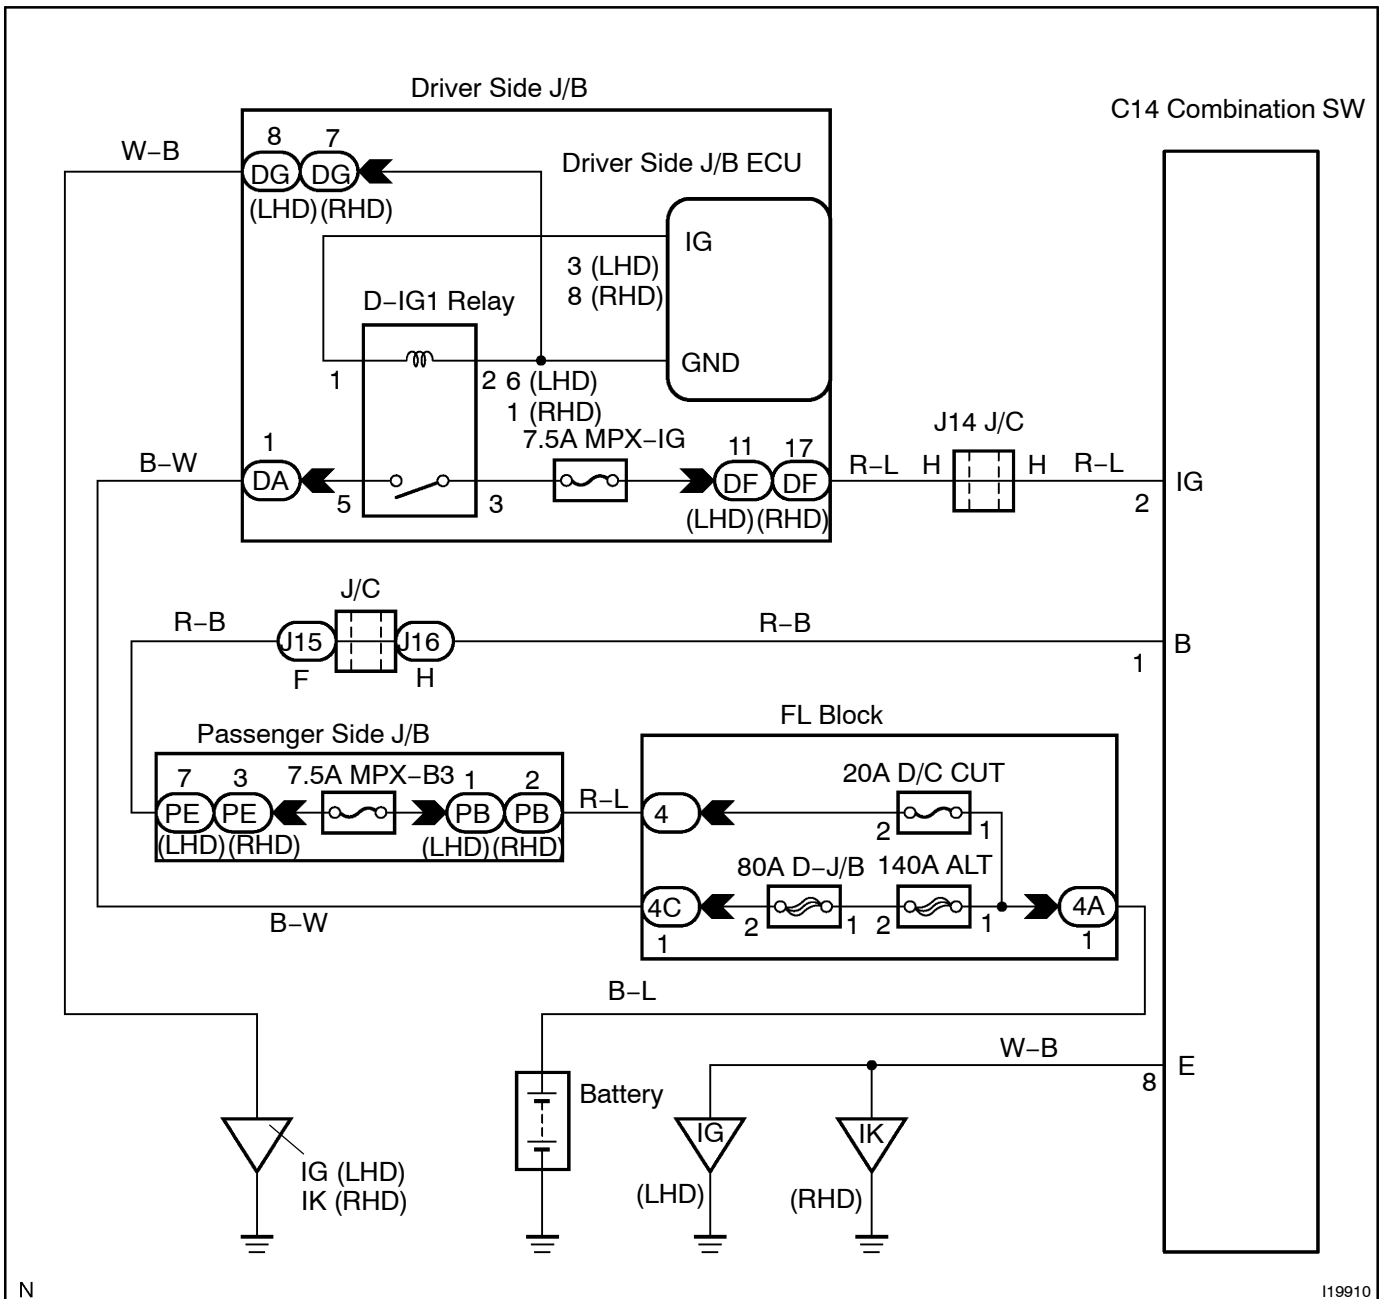 Driver Side J/B
C14 Combination SW
8 7
W–B
Driver Side J/B ECU
DG DG
(LHD) (RHD)
IG
3 (LHD)
8 (RHD)
D–IG1 Relay
GND
1
2 6 (LHD)
1 (RHD)
J14 J/C
7.5A MPX–IG
1
11 17
B–W
R–L H H R–L
DA
DF DF
IG
5
3
2
(LHD) (RHD)
J/C
R–B
R–B
J15 J16
B
1
F H
FL Block
Passenger Side J/B
7 3 7.5A MPX–B3 1 2
20A D/C CUT
R–L
PE PE PB PB
4
2 1
(LHD) (RHD) (LHD) (RHD)
80A D–J/B 140A ALT
4C
4A
B–W
2 1 2 1
1
1
B–L
W–B
E
8
Battery
IG IK
IG (LHD)
IK (RHD)
(LHD) (RHD)
N
I19910